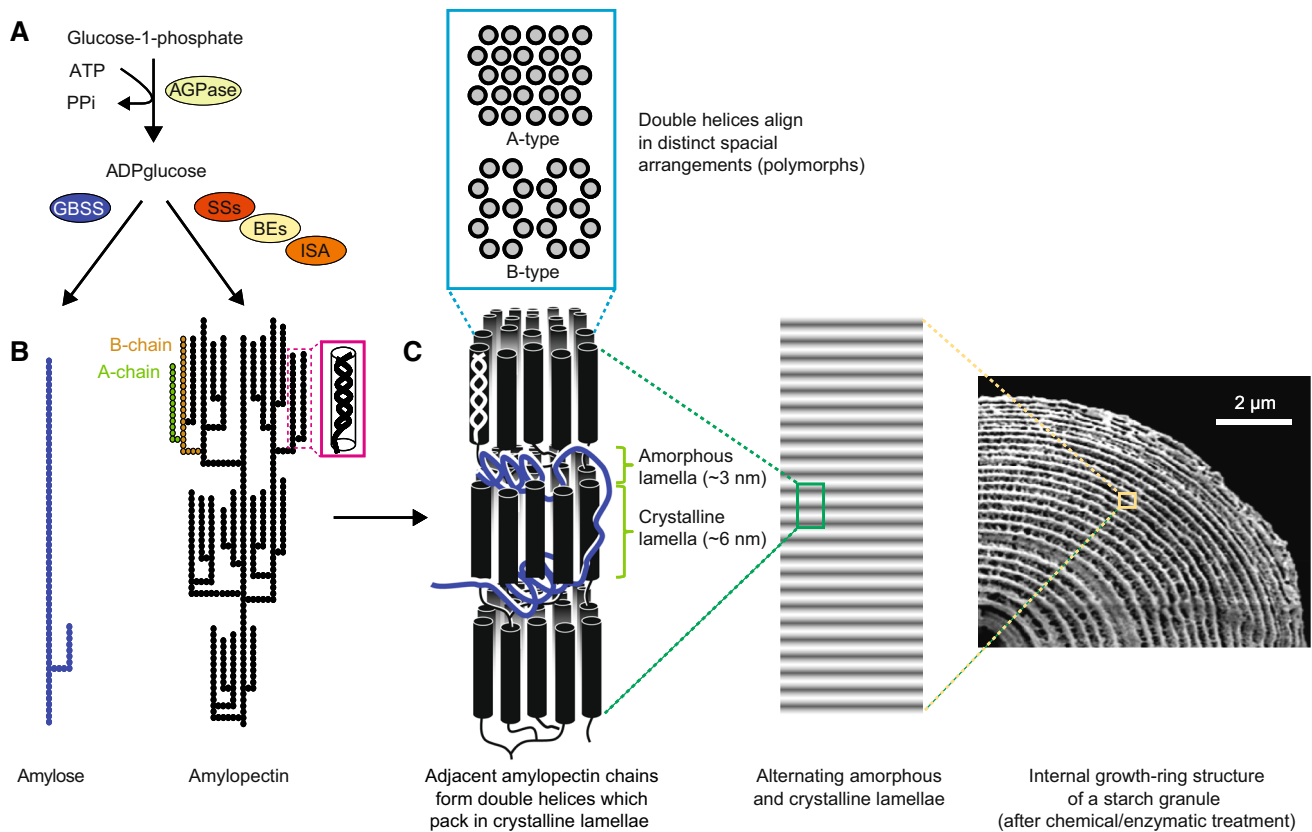 A
Glucose-1-phosphate
ATP
PPi
AGPase
ADPglucose
GBSS
SSs
BEs
ISA
A-type
B-type
Double helices align
in distinct spacial
arrangements (polymorphs)
B
B-chain
A-chain
C
Amorphous
lamella (~3 nm)
Crystalline
lamella (~6 nm)
2 µm
Amylose
Amylopectin
Adjacent amylopectin chains
form double helices which
pack in crystalline lamellae
Alternating amorphous
and crystalline lamellae
Internal growth-ring structure
of a starch granule
(after chemical/enzymatic treatment)